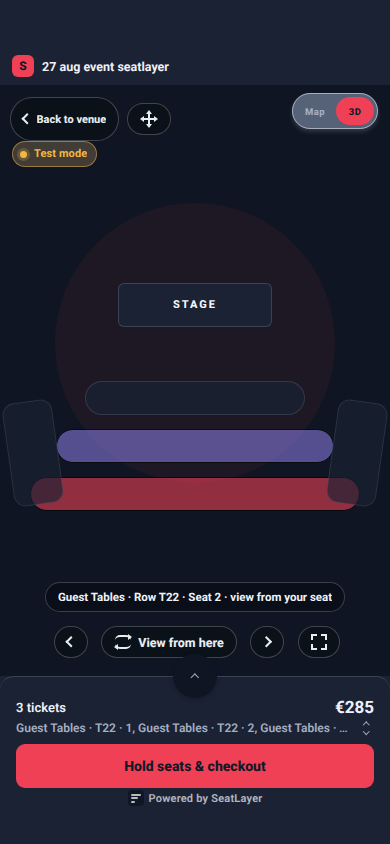 S 27 aug event seatlayer
Back to venue
Map 3D
Test mode
STAGE
Guest Tables · Row T22 · Seat 2 · view from your seat
View from here
3 tickets €285
Guest Tables · T22 · 1, Guest Tables · T22 · 2, Guest Tables · ...
Hold seats & checkout
Powered by SeatLayer